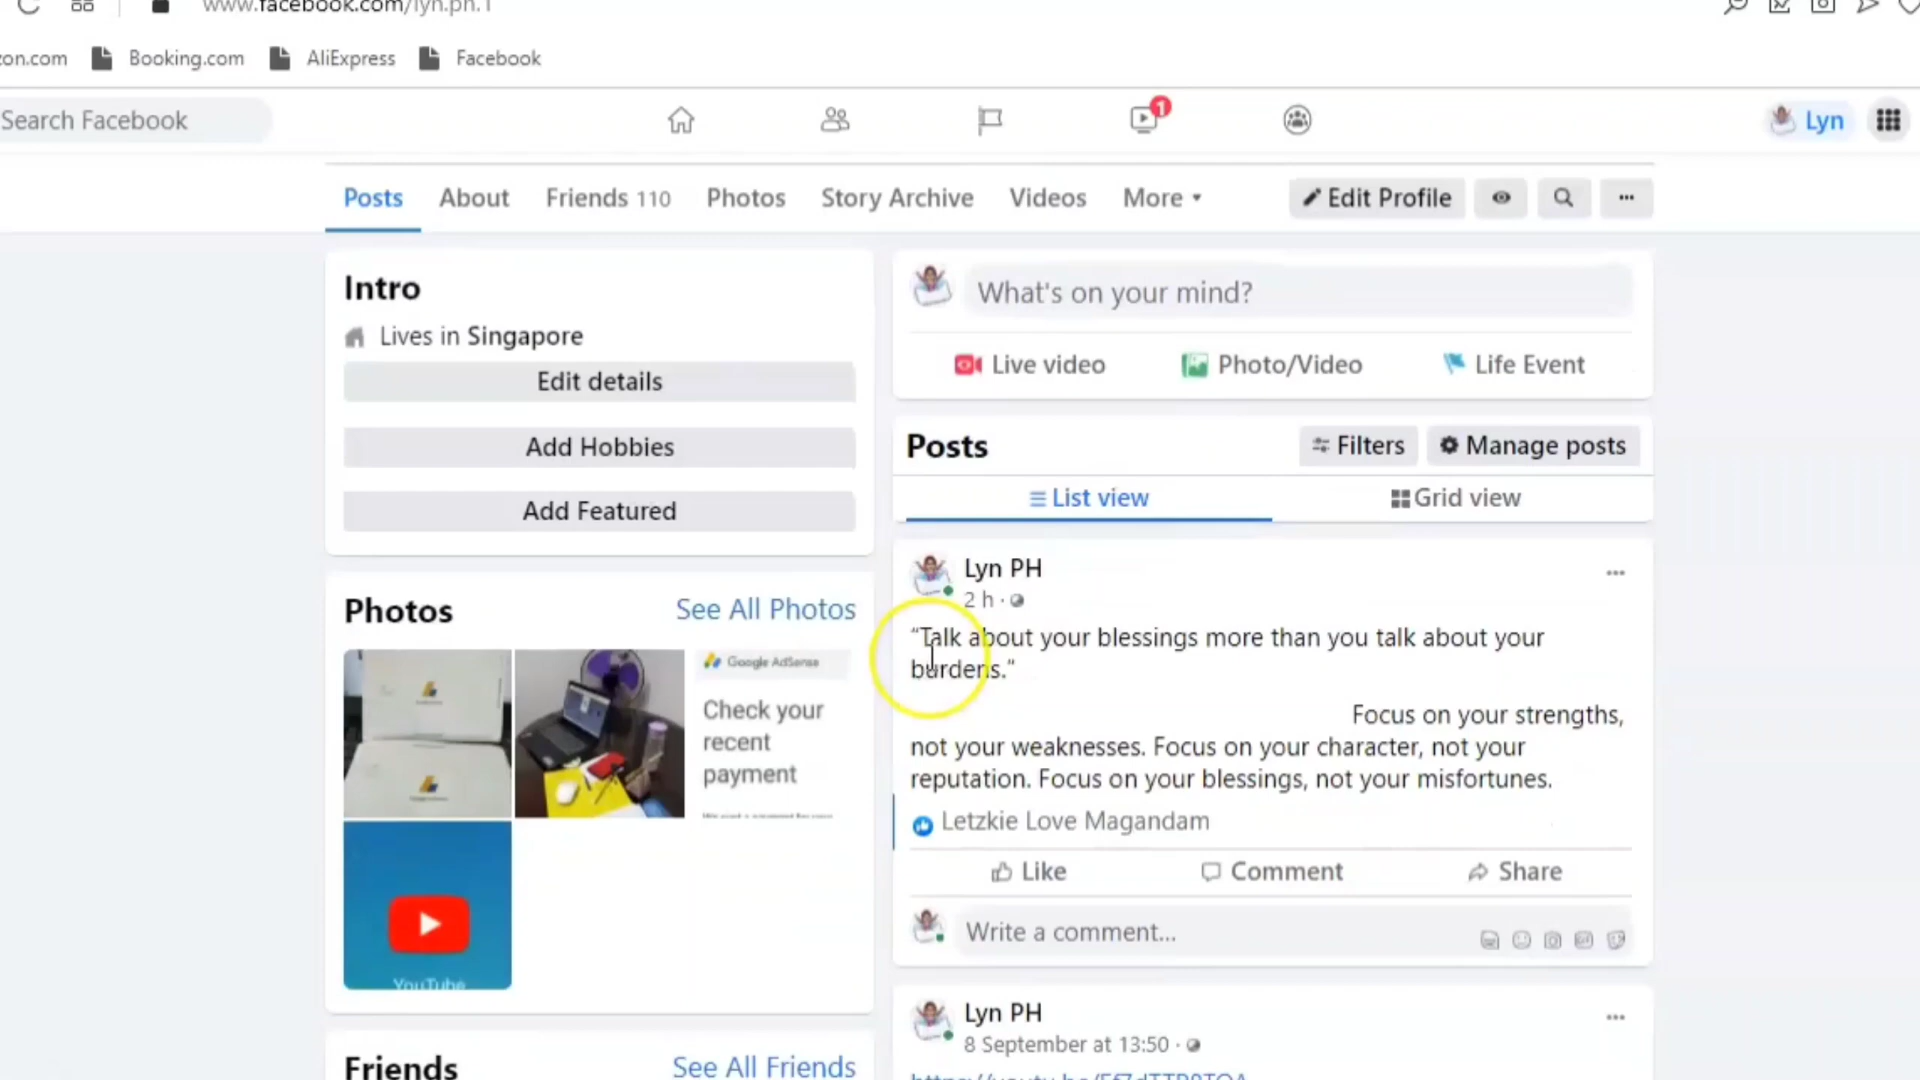 www.facebook.com/lyn.ph.1
zon.com Booking.com AliExpress Facebook
Search Facebook
1
Lyn
Posts About Friends 110 Photos Story Archive Videos More Edit Profile
Intro
Lives in Singapore
Edit details
Add Hobbies
Add Featured
Photos See All Photos
Google AdSense
Check your
recent
payment
YouTube
Friends See All Friends
What's on your mind?
Live video Photo/Video Life Event
Posts Filters Manage posts
List view Grid view
Lyn PH
2 h ·
“Talk about your blessings more than you talk about your
burdens.”
Focus on your strengths,
not your weaknesses. Focus on your character, not your
reputation. Focus on your blessings, not your misfortunes.
Letzkie Love Magandam
Like Comment Share
Write a comment...
Lyn PH
8 September at 13:50 ·